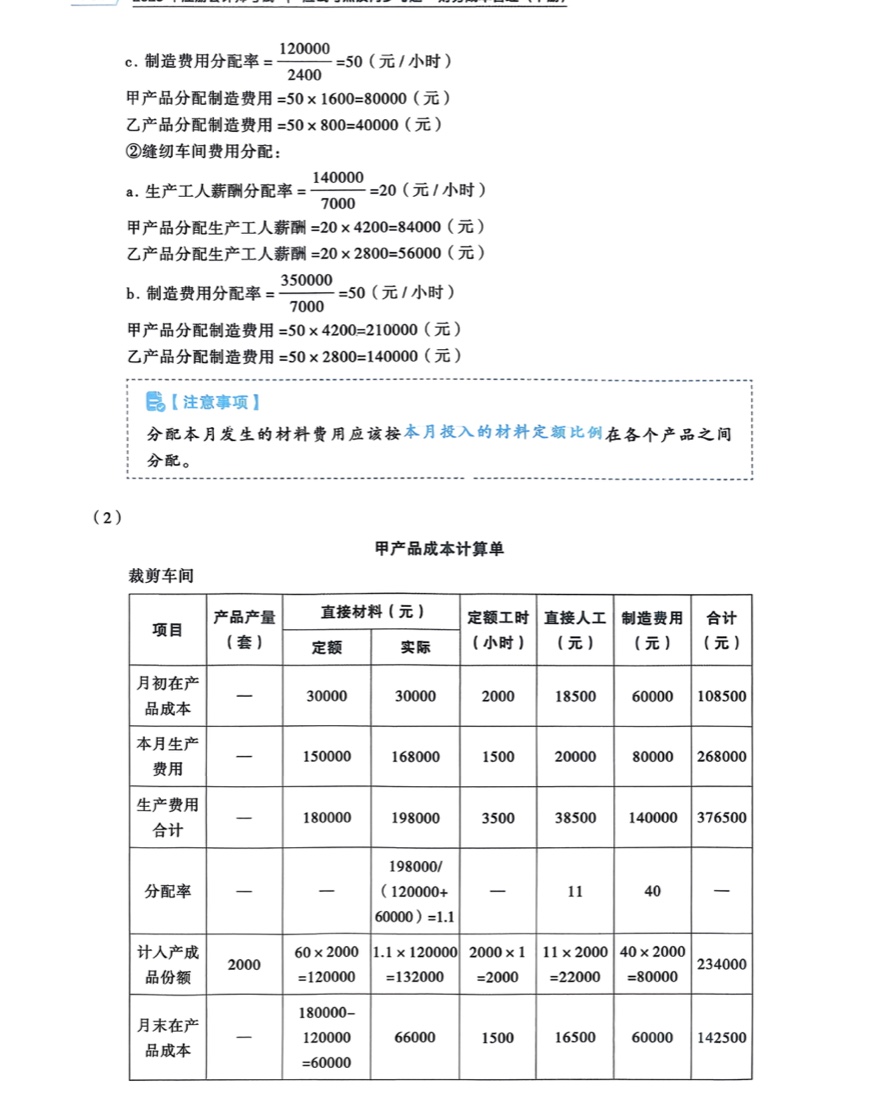 c. 制造费用分配率 = 120000/2400 =50（元 / 小时）
甲产品分配制造费用 =50 × 1600=80000（元）
乙产品分配制造费用 =50 × 800=40000（元）
②缝纫车间费用分配：
a. 生产工人薪酬分配率 = 140000/7000 =20（元 / 小时）
甲产品分配生产工人薪酬 =20 × 4200=84000（元）
乙产品分配生产工人薪酬 =20 × 2800=56000（元）
b. 制造费用分配率 = 350000/7000 =50（元 / 小时）
甲产品分配制造费用 =50 × 4200=210000（元）
乙产品分配制造费用 =50 × 2800=140000（元）
【注意事项】
分配本月发生的材料费用应该按本月投入的材料定额比例在各个产品之间
分配。
（2）
甲产品成本计算单
裁剪车间
项目 产品产量（套） 直接材料（元） 定额工时（小时） 直接人工（元） 制造费用（元） 合计（元）
定额 实际
月初在产品成本 — 30000 30000 2000 18500 60000 108500
本月生产费用 — 150000 168000 1500 20000 80000 268000
生产费用合计 — 180000 198000 3500 38500 140000 376500
分配率 — — 198000/（120000+60000）=1.1 — 11 40 —
计入产成品份额 2000 60 × 2000=120000 1.1 × 120000=132000 2000 × 1=2000 11 × 2000=22000 40 × 2000=80000 234000
月末在产品成本 — 180000-120000=60000 66000 1500 16500 60000 142500